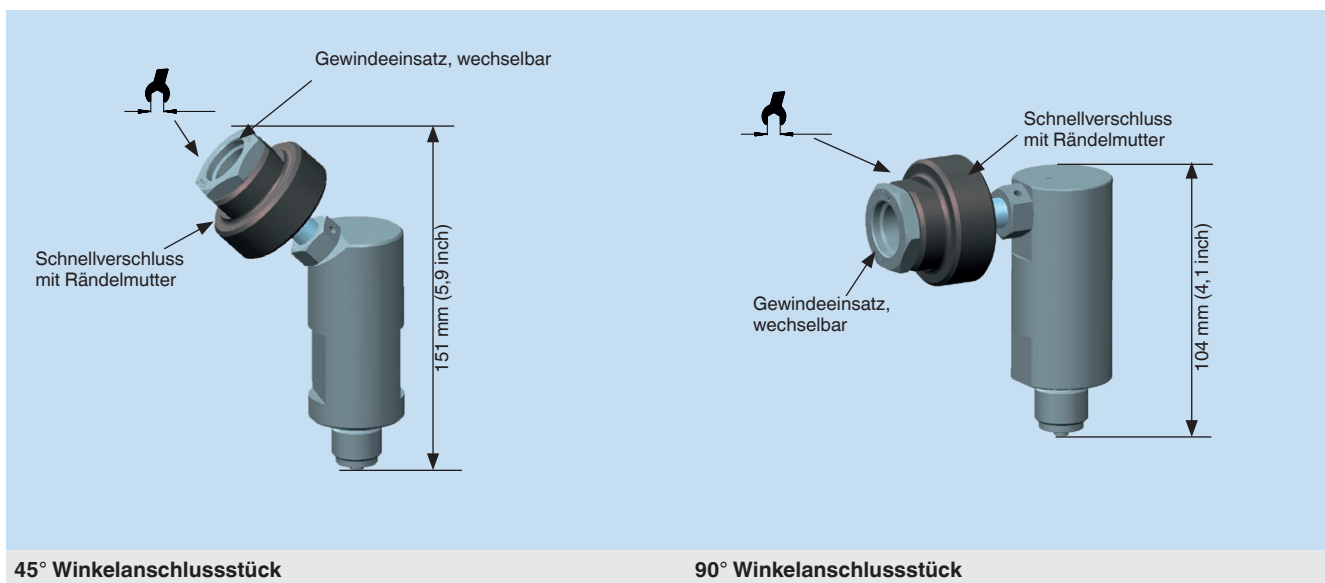 Gewindeeinsatz, wechselbar
Schnellverschluss
mit Rändelmutter
151 mm (5,9 inch)
45° Winkelanschlussstück
Schnellverschluss
mit Rändelmutter
Gewindeeinsatz,
wechselbar
104 mm (4,1 inch)
90° Winkelanschlussstück